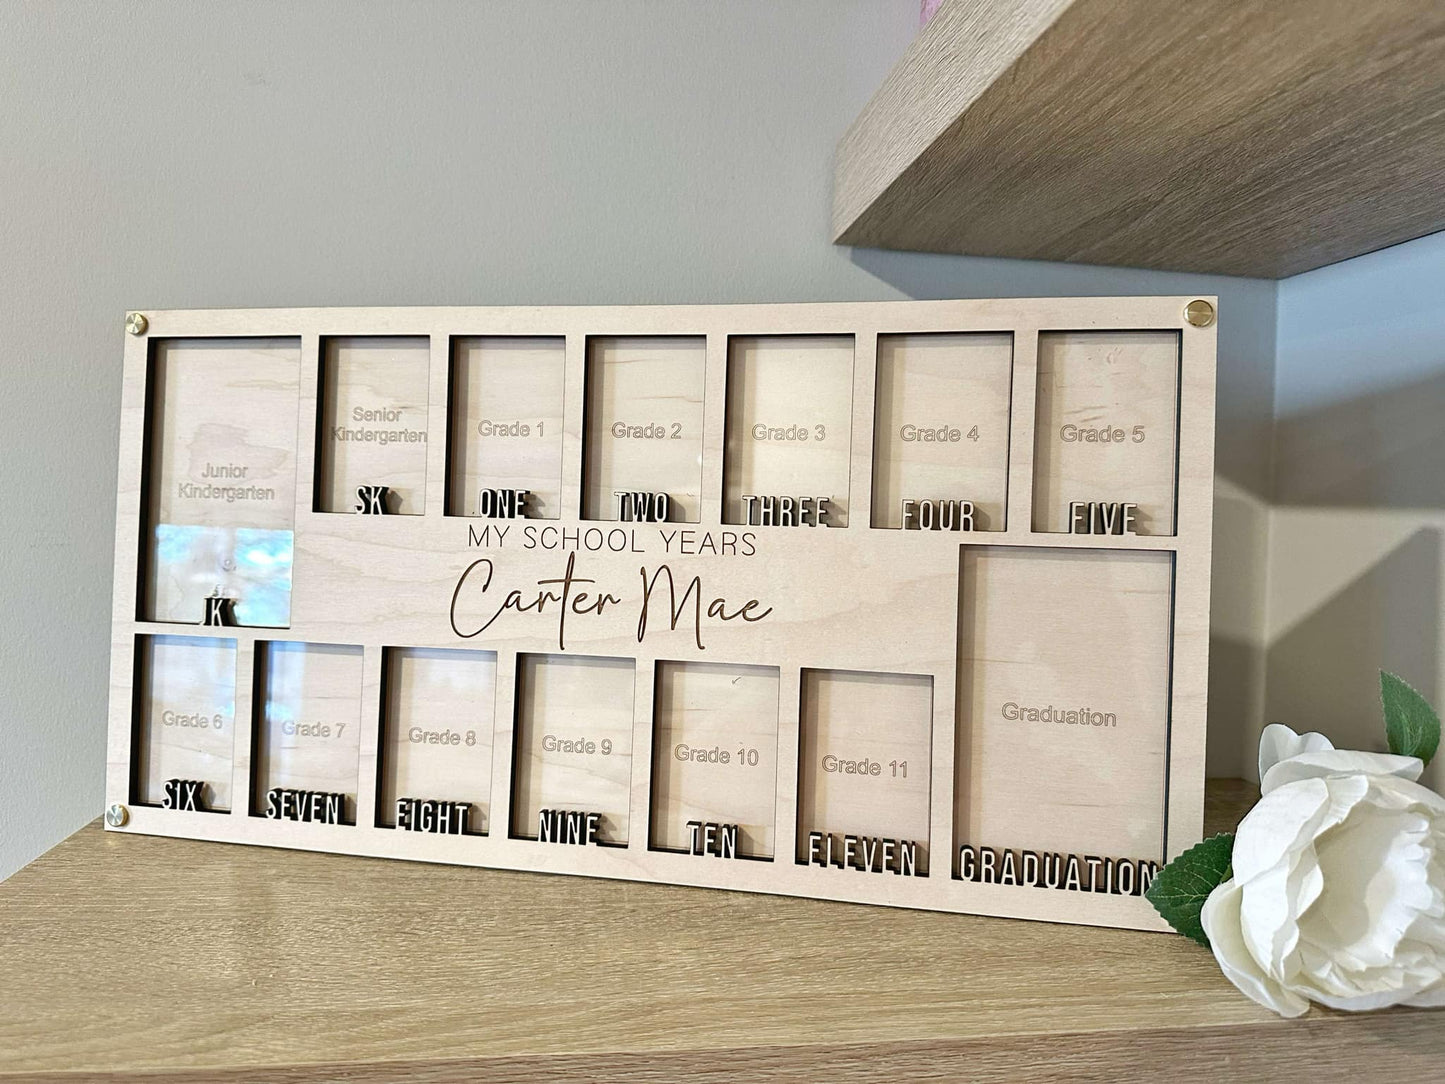 Junior
Kindergarten
K
Senior
Kindergarten
SK
Grade 1
ONE
Grade 2
TWO
Grade 3
THREE
Grade 4
FOUR
Grade 5
FIVE
MY SCHOOL YEARS
Carter Mae
Grade 6
SIX
Grade 7
SEVEN
Grade 8
EIGHT
Grade 9
NINE
Grade 10
TEN
Grade 11
ELEVEN
Graduation
GRADUATION